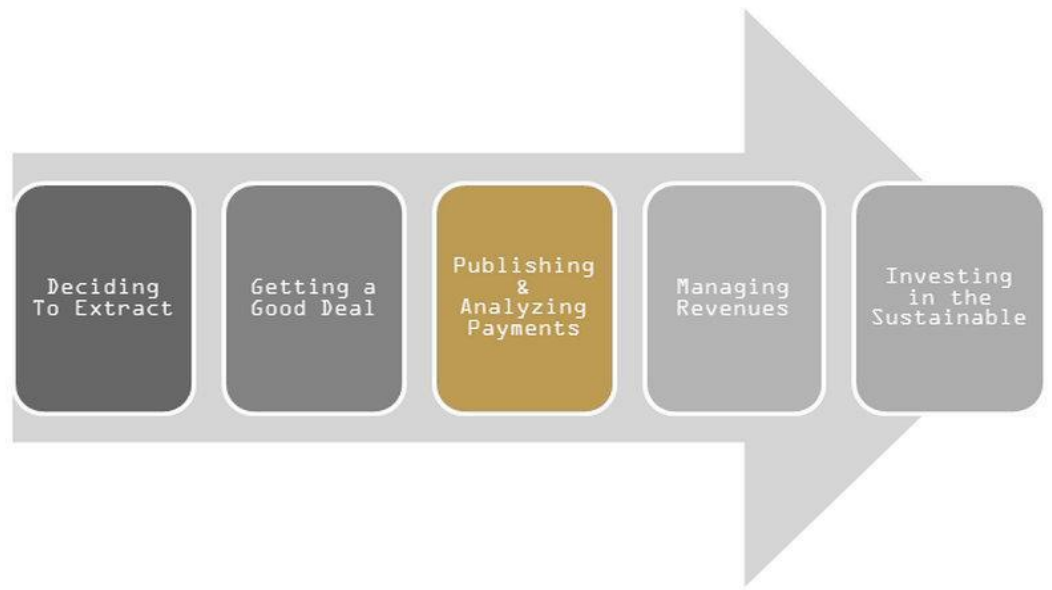 Deciding
To Extract
Getting a
Good Deal
Publishing
&
Analyzing
Payments
Managing
Revenues
Investing
in the
Sustainable